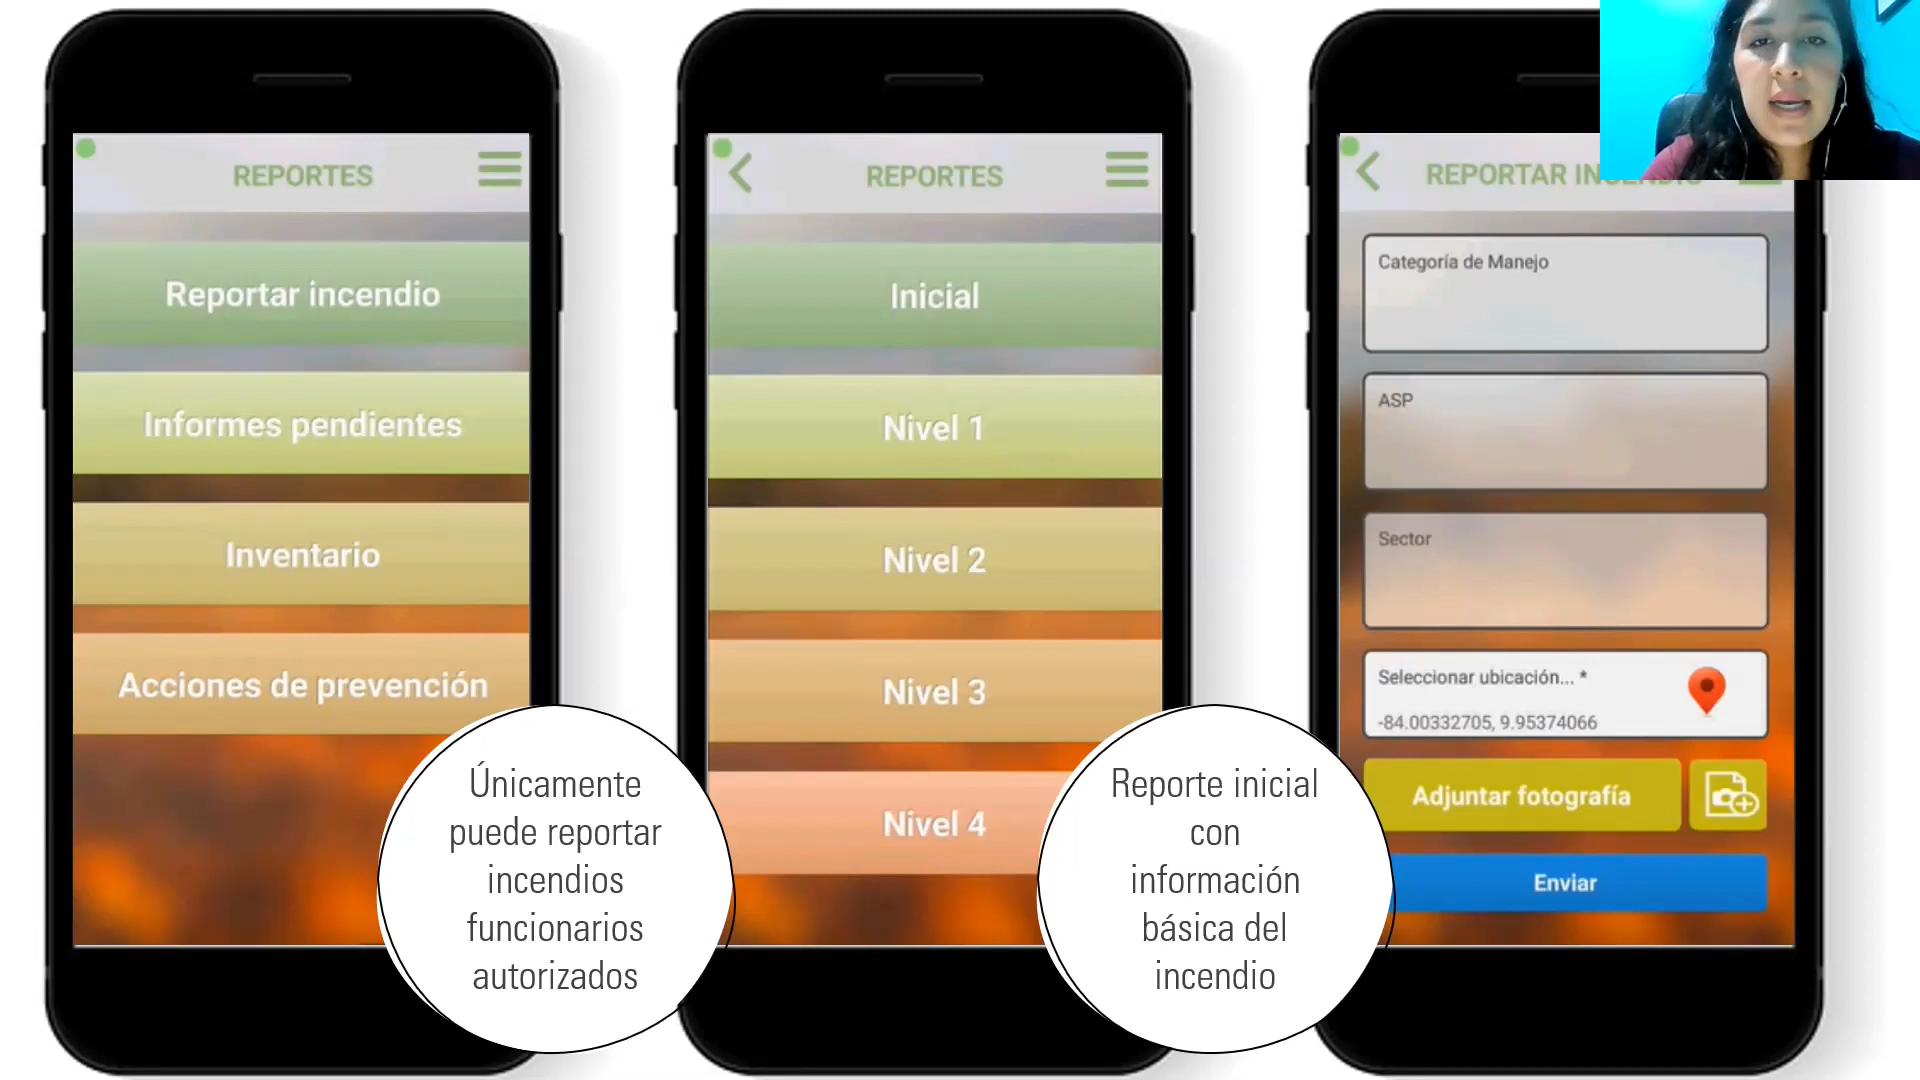 REPORTES
Reportar incendio
Informes pendientes
Inventario
Acciones de prevención
Únicamente
puede reportar
incendios
funcionarios
autorizados
REPORTES
Inicial
Nivel 1
Nivel 2
Nivel 3
Nivel 4
Reporte inicial
con
información
básica del
incendio
REPORTAR INCENDIO
Categoría de Manejo
ASP
Sector
Seleccionar ubicación... *
-84.00332705, 9.95374066
Adjuntar fotografía
Enviar